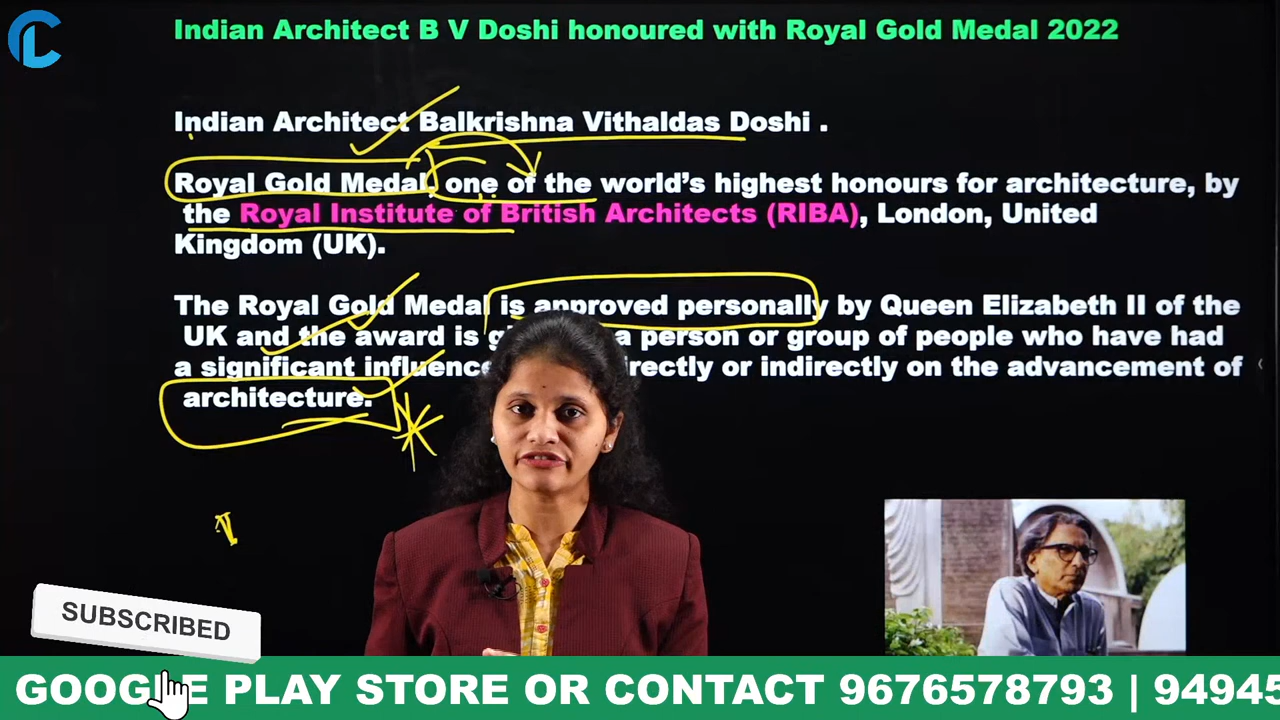 Indian Architect B V Doshi honoured with Royal Gold Medal 2022
Indian Architect Balkrishna Vithaldas Doshi .
Royal Gold Medal, one of the world's highest honours for architecture, by
the Royal Institute of British Architects (RIBA), London, United
Kingdom (UK).
The Royal Gold Medal is approved personally by Queen Elizabeth II of the
UK and the award is a person or group of people who have had
a significant influence or indirectly on the advancement of
architecture.
SUBSCRIBED
GOOGLE PLAY STORE OR CONTACT 9676578793 | 94945